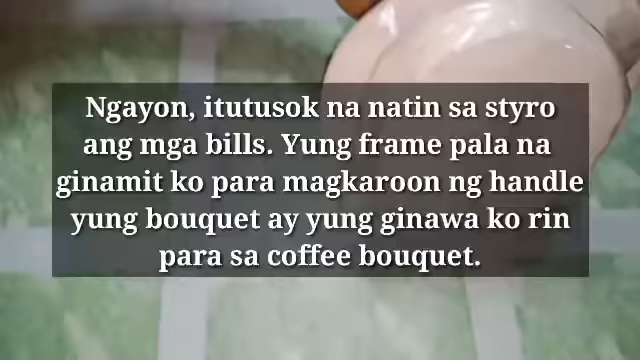 Ngayon, itutusok na natin sa styro
ang mga bills. Yung frame pala na
ginamit ko para magkaroon ng handle
yung bouquet ay yung ginawa ko rin
para sa coffee bouquet.